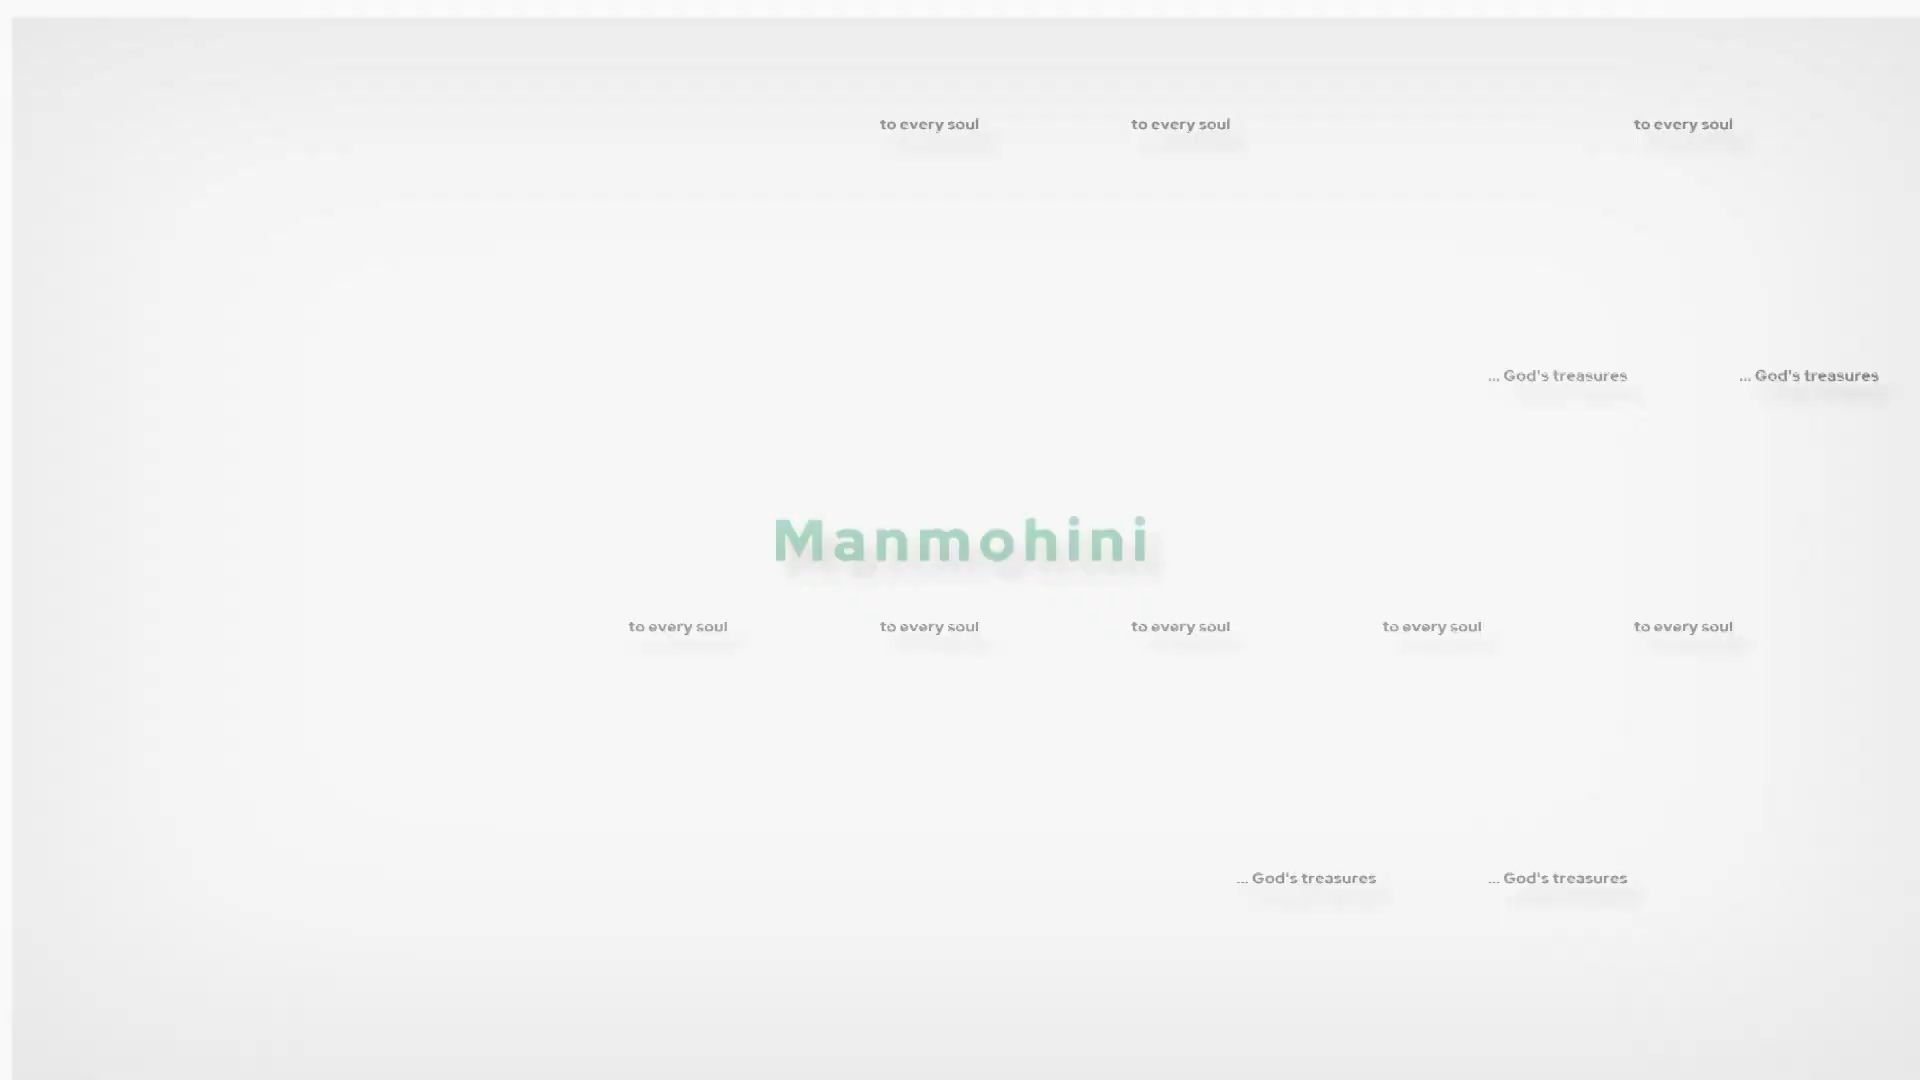 to every soul to every soul to every soul
... God's treasures ... God's treasures
Manmohini
to every soul to every soul to every soul to every soul to every soul
... God's treasures ... God's treasures